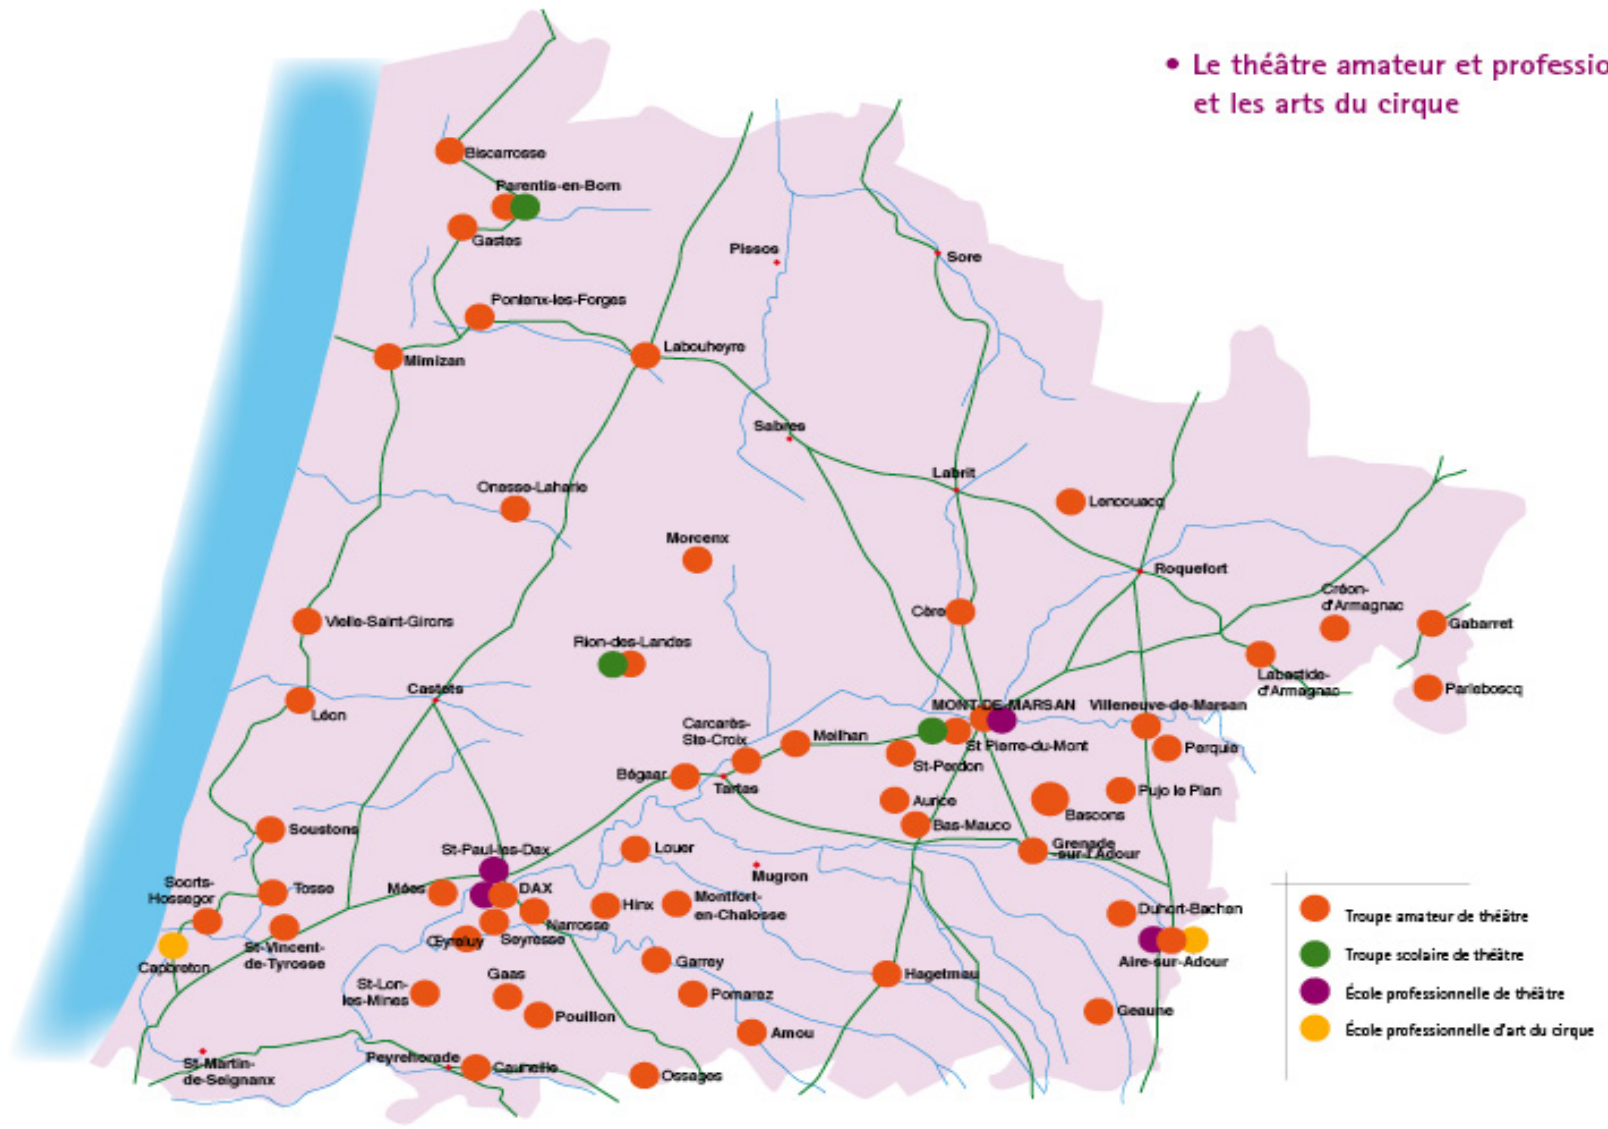 • Le théâtre amateur et professio
et les arts du cirque
Biscarrosse
Parentis-en-Born
Gastes
Pissos
Sore
Pontenx-les-Forges
Mimizan
Labouheyre
Sabres
Labrit
Onesse-Laharie
Lencouacq
Morcenx
Roquefort
Créon-
d'Armagnac
Cère
Gabarret
Vielle-Saint-Girons
Rion-des-Landes
Labastide-
d'Armagnac
Parleboscq
Castets
Léon
MONT-DE-MARSAN
Villeneuve-de-Marsan
Carcarès-
Ste-Croix
Meilhan
St Pierre-du-Mont
Perquie
St-Perdon
Bégaar
Tartas
Aurice
Pujo le Plan
Bascons
Bas-Mauco
Soustons
Grenade
-sur-l'Adour
St-Paul-les-Dax
Louer
Mugron
Soorts-
Hossegor
Tosse
Mées
DAX
Hinx
Montfort-
en-Chalosse
Duhort-Bachen
Narrosse
Seyresse
Œyreluy
St-Vincent-
de-Tyrosse
Capbreton
Garrey
Aire-sur-Adour
Hagetmau
St-Lon-
les-Mines
Gaas
Pomarez
Pouillon
Geaune
Amou
St-Martin-
de-Seignanx
Peyrehorade
Cauneille
Ossages
Troupe amateur de théâtre
Troupe scolaire de théâtre
École professionnelle de théâtre
École professionnelle d'art du cirque